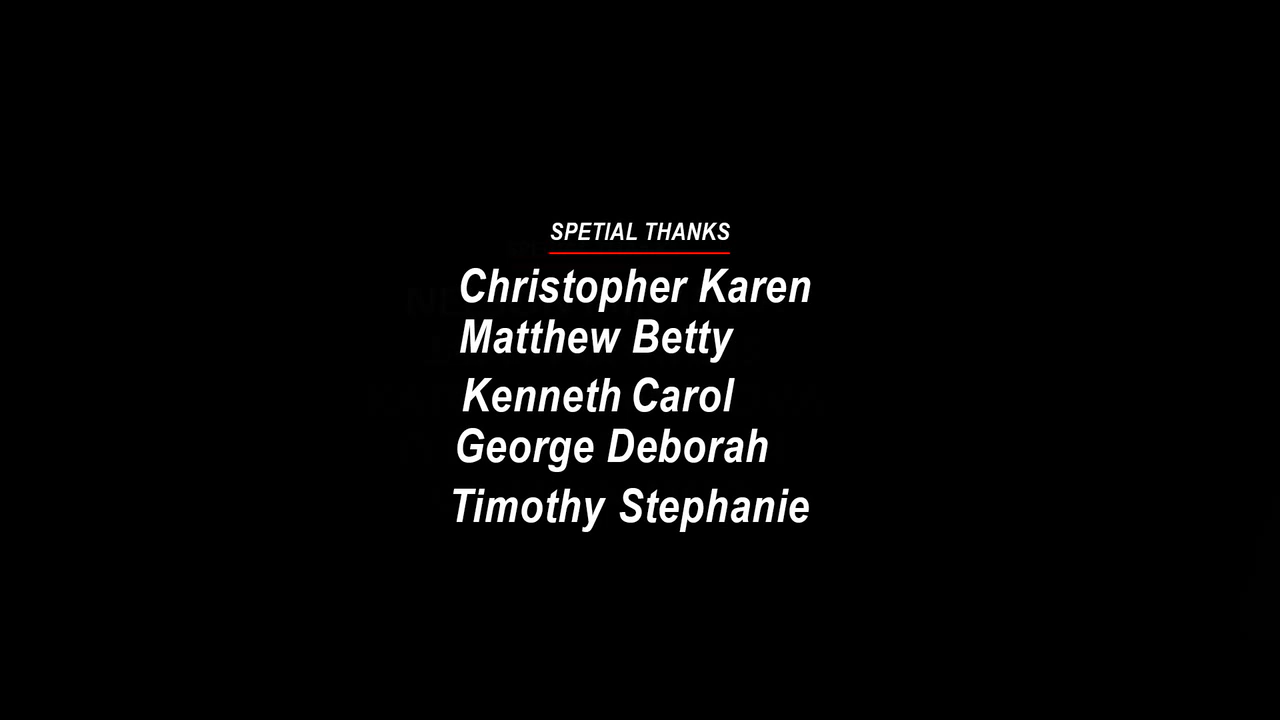 SPETIAL THANKS
Christopher Karen
Matthew Betty
Kenneth Carol
George Deborah
Timothy Stephanie